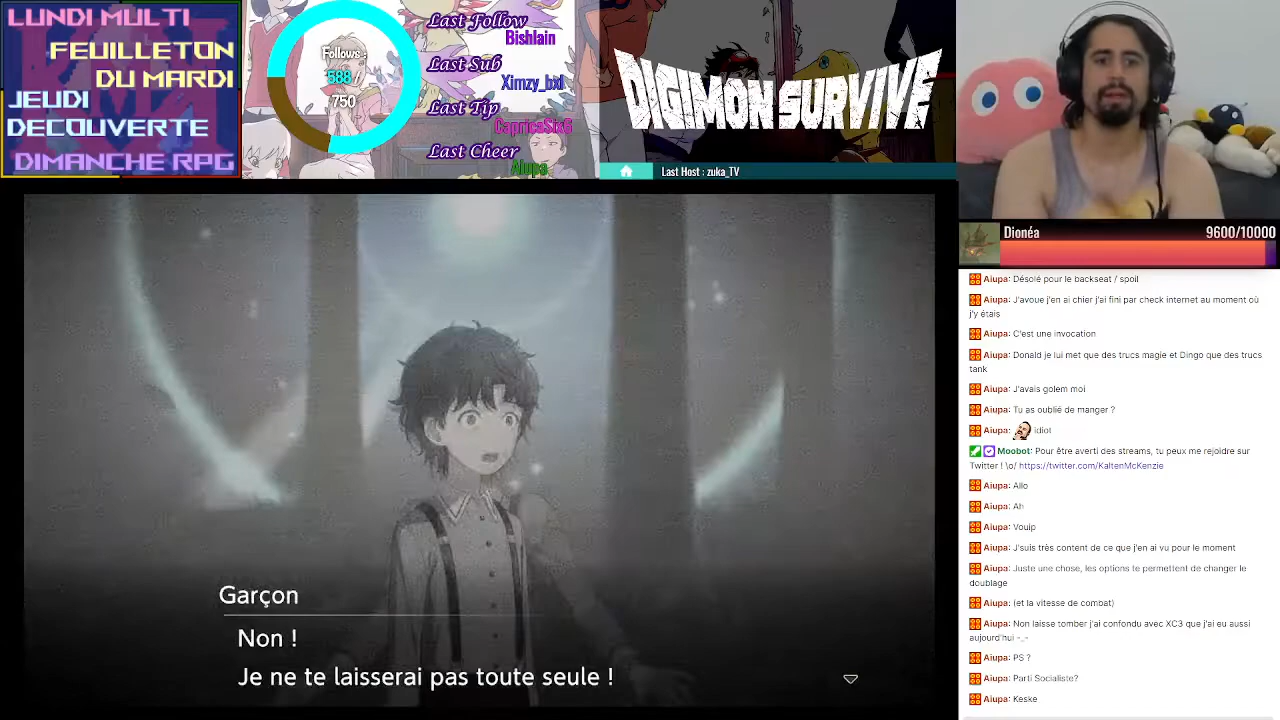 LUNDI MULTI
FEUILLETON
DU MARDI
JEUDI
DECOUVERTE
DIMANCHE RPG
Follows :
588 /
750
Last Follow
Bishlain
Last Sub
Ximzy_bxl
Last Tip
CapricaSix6
Last Cheer
Aiupa
DIGIMON SURVIVE
Last Host : zuka_TV
Dionéa 9600/10000
Aiupa: Désolé pour le backseat / spoil
Aiupa: J'avoue j'en ai chier j'ai fini par check internet au moment où
j'y étais
Aiupa: C'est une invocation
Aiupa: Donald je lui met que des trucs magie et Dingo que des trucs
tank
Aiupa: J'avais golem moi
Aiupa: Tu as oublié de manger ?
Aiupa: idiot
Moobot: Pour être averti des streams, tu peux me rejoidre sur
Twitter ! \o/ https://twitter.com/KaltenMcKenzie
Aiupa: Allo
Aiupa: Ah
Aiupa: Vouip
Aiupa: J'suis très content de ce que j'en ai vu pour le moment
Aiupa: Juste une chose, les options te permettent de changer le
doublage
Aiupa: (et la vitesse de combat)
Aiupa: Non laisse tomber j'ai confondu avec XC3 que j'ai eu aussi
aujourd'hui -_-
Aiupa: PS ?
Aiupa: Parti Socialiste?
Aiupa: Keske
Garçon
Non !
Je ne te laisserai pas toute seule !